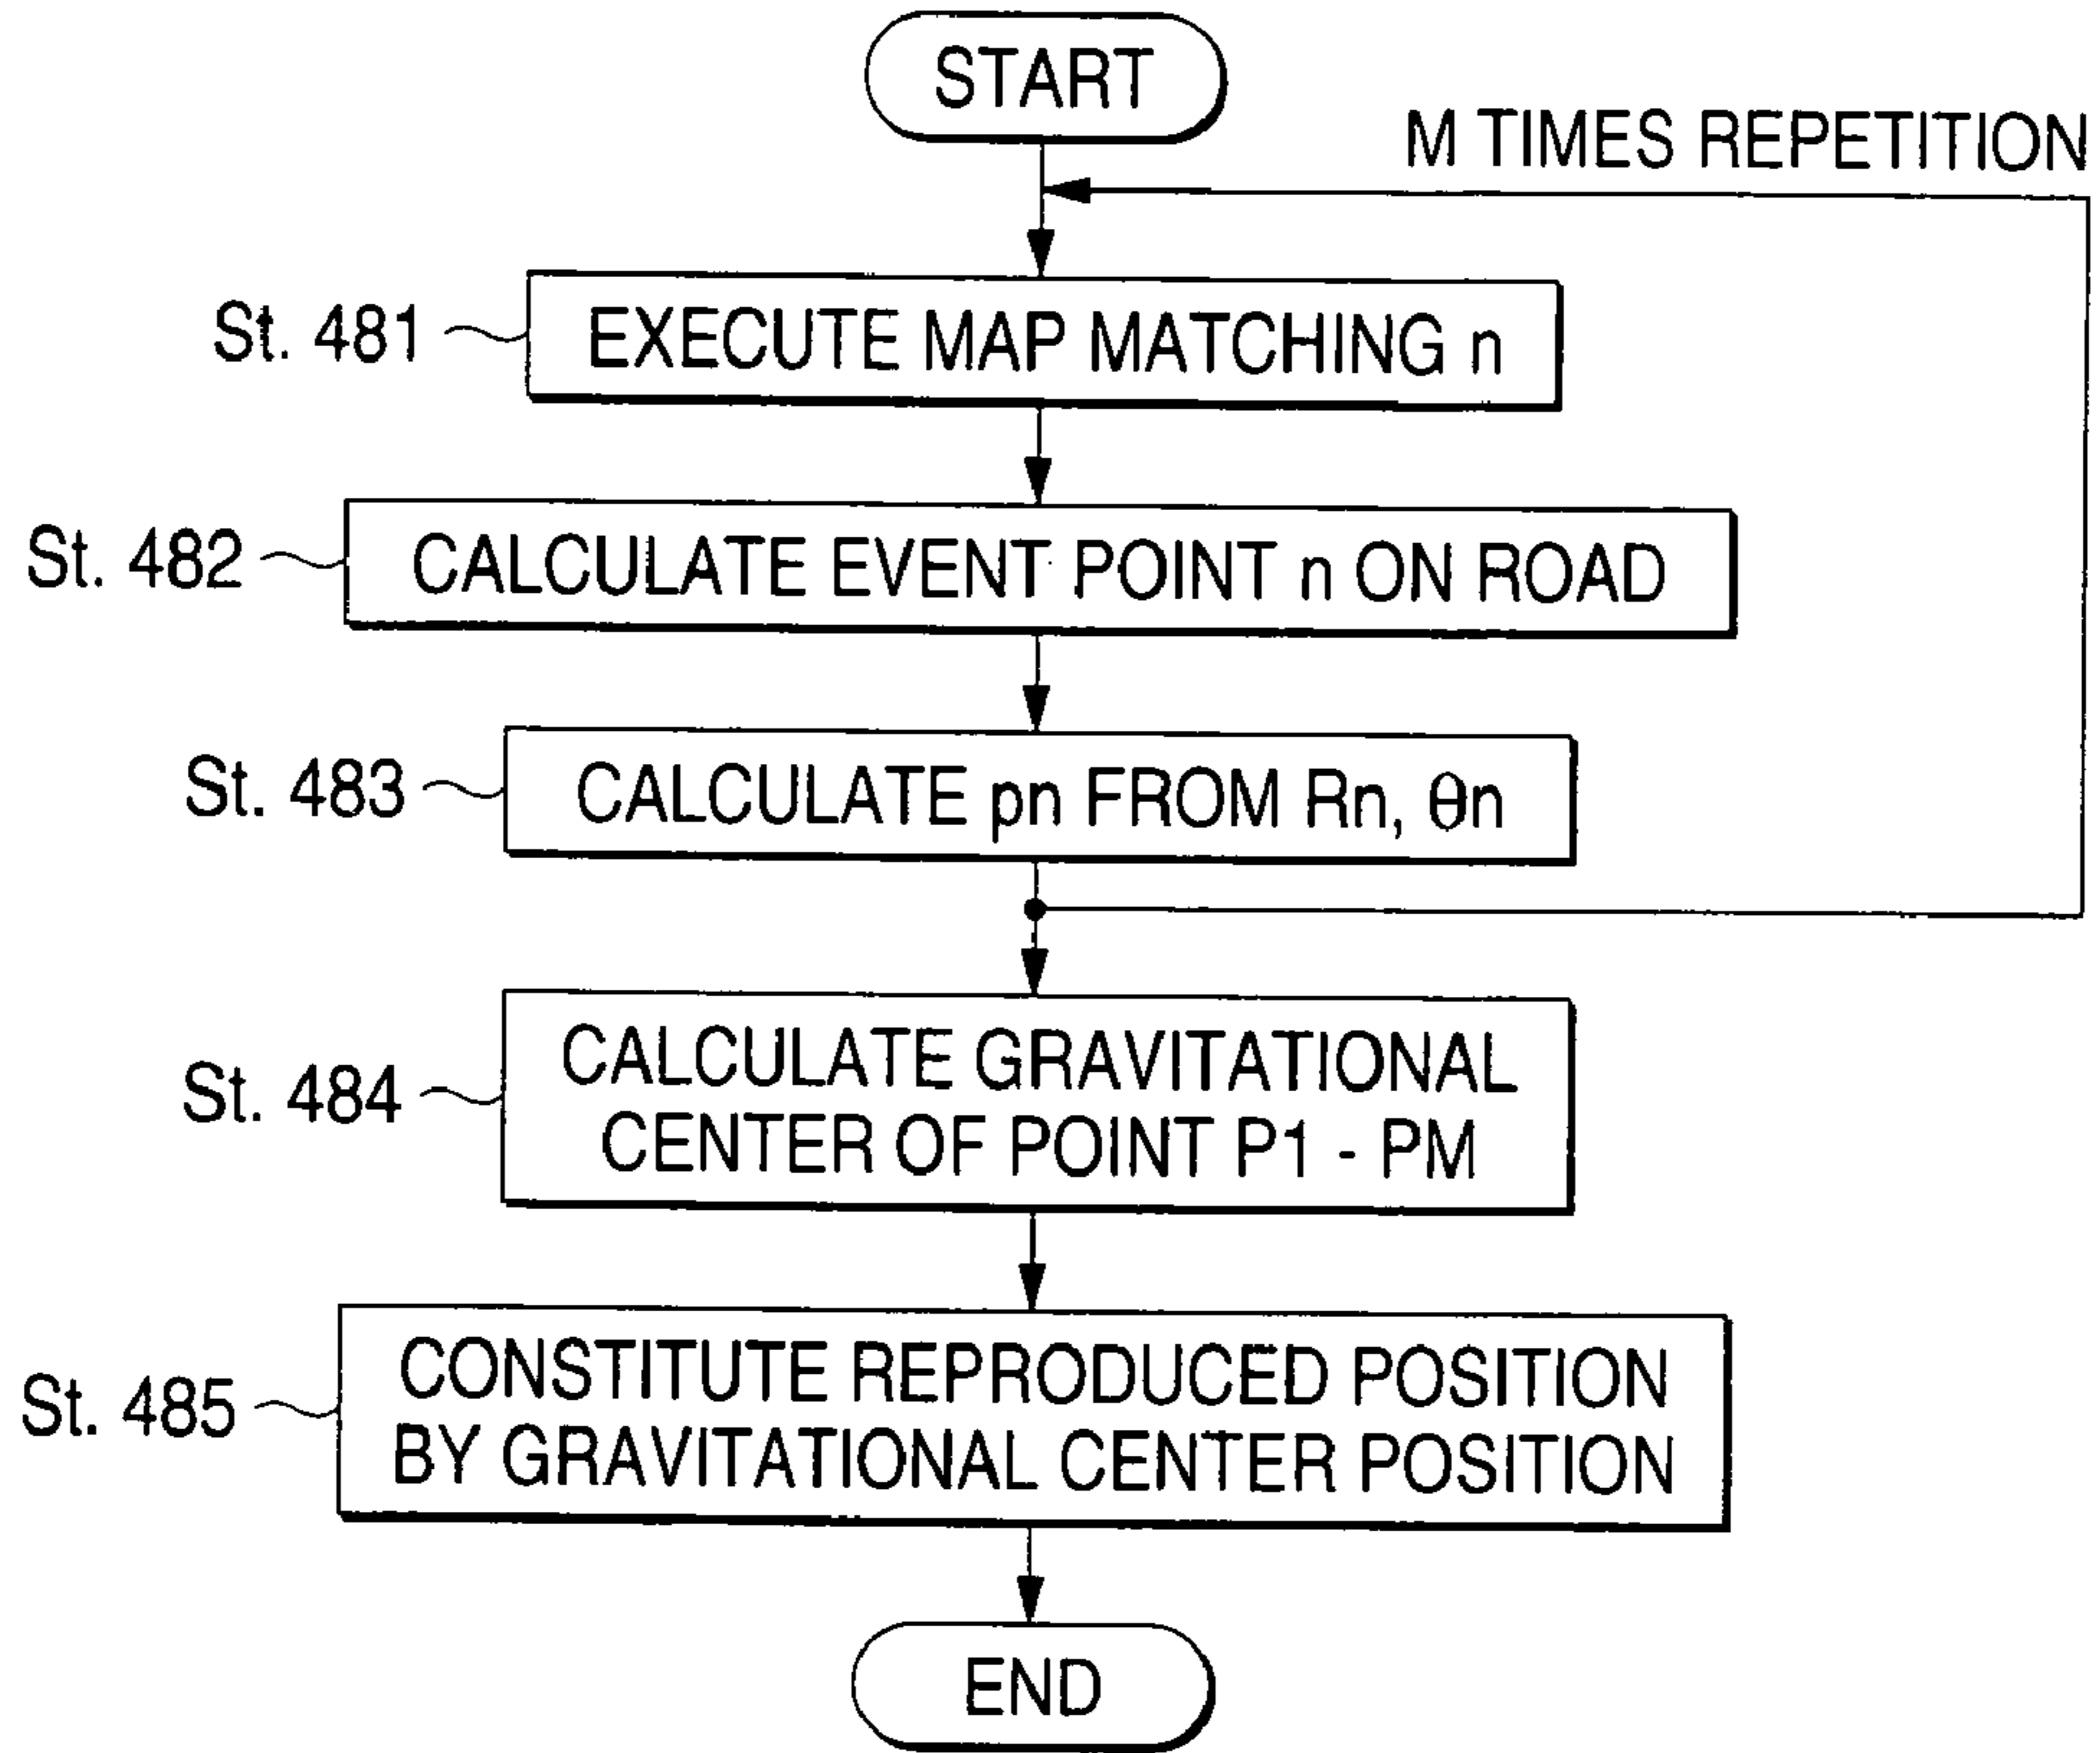 START
M TIMES REPETITION
St. 481
EXECUTE MAP MATCHING n
St. 482
CALCULATE EVENT POINT n ON ROAD
St. 483
CALCULATE pn FROM Rn, θn
St. 484
CALCULATE GRAVITATIONAL
CENTER OF POINT P1 - PM
St. 485
CONSTITUTE REPRODUCED POSITION
BY GRAVITATIONAL CENTER POSITION
END